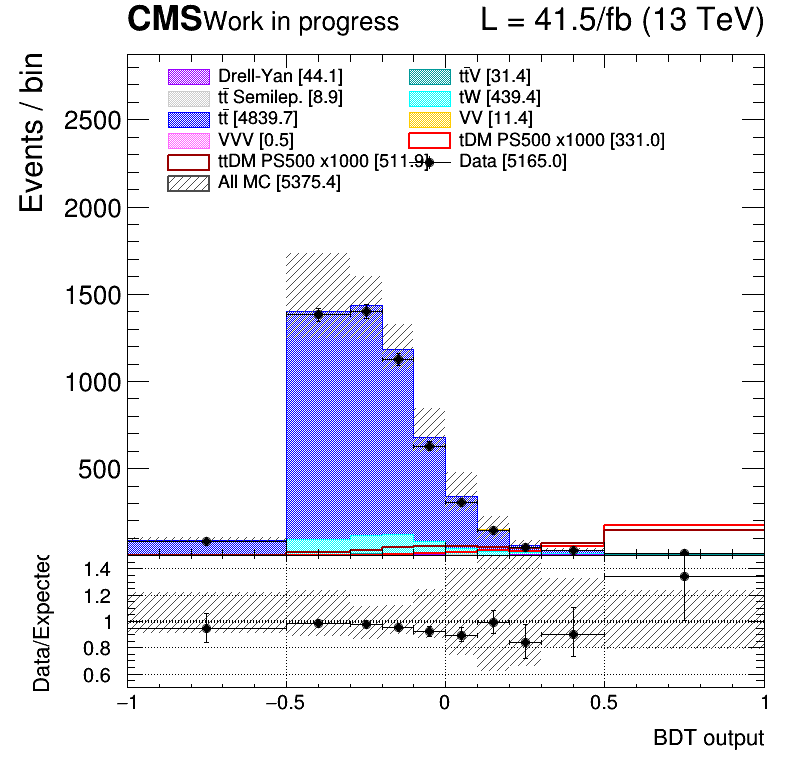 CMS Work in progress L = 41.5/fb (13 TeV)
Events / bin
Drell-Yan [44.1] tt̄V [31.4]
tt̄ Semilep. [8.9] tW [439.4]
tt̄ [4839.7] VV [11.4]
VVV [0.5] tDM PS500 x1000 [331.0]
ttDM PS500 x1000 [511.9] Data [5165.0]
All MC [5375.4]
2500
2000
1500
1000
500
Data/Expected
1.4
1.2
1
0.8
0.6
−1 −0.5 0 0.5 1
BDT output